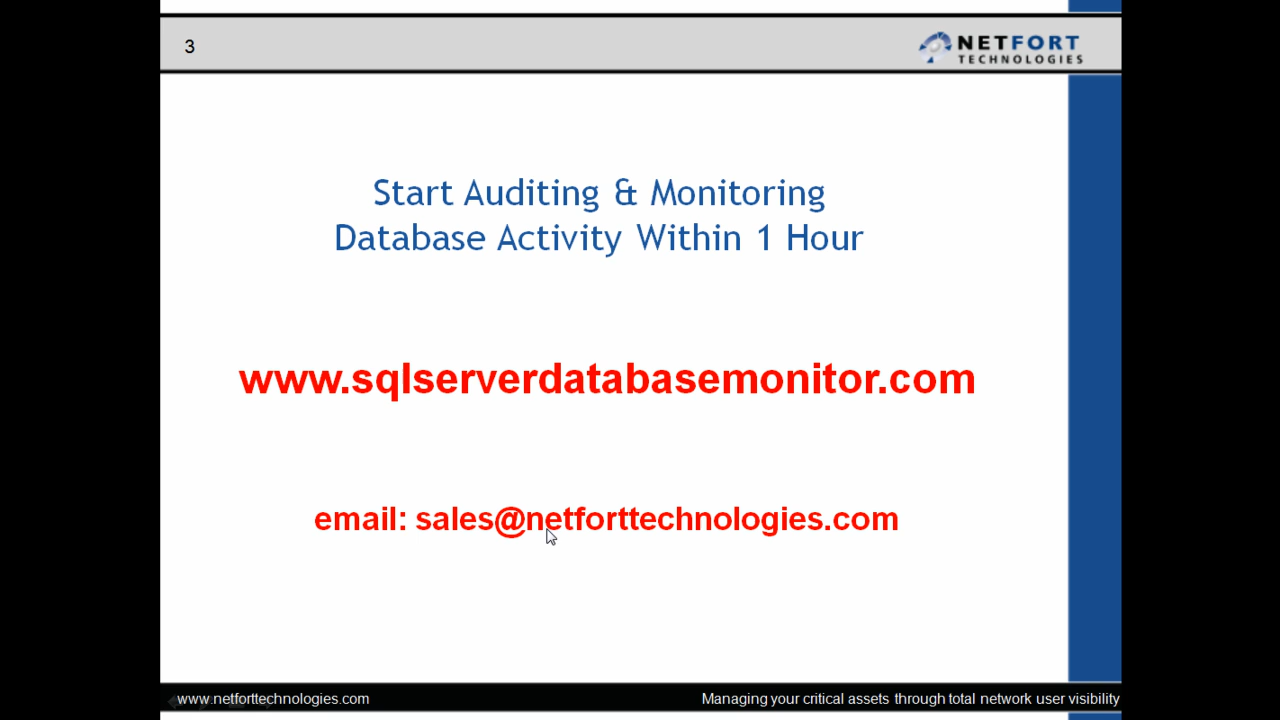 3
NETFORT
TECHNOLOGIES
Start Auditing & Monitoring
Database Activity Within 1 Hour
www.sqlserverdatabasemonitor.com
email: sales@netforttechnologies.com
www.netforttechnologies.com
Managing your critical assets through total network user visibility